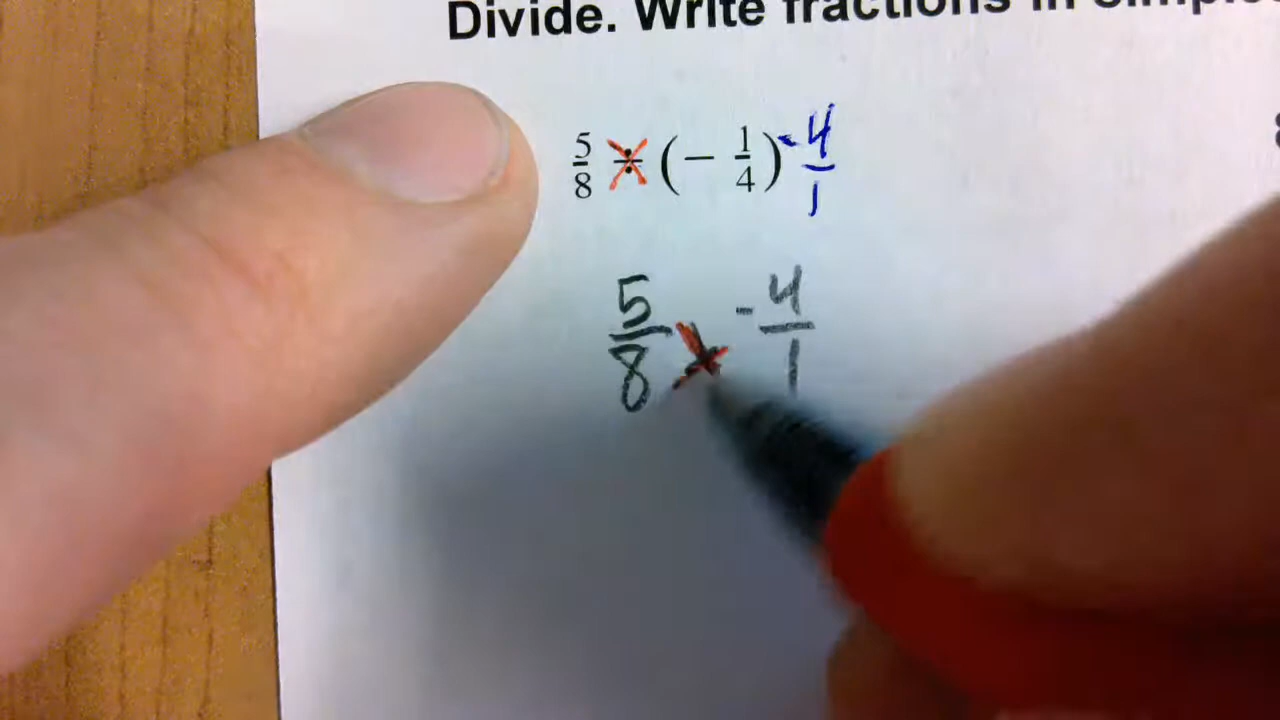 Divide. Write fractions in
5/8 ÷ (− 1/4) - 4/1
5/8 × - 4/1